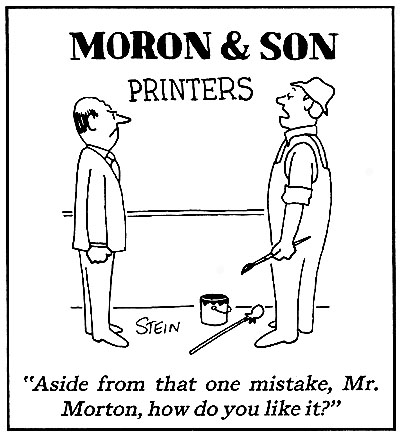 MORON & SON
PRINTERS
STEIN
"Aside from that one mistake, Mr.
Morton, how do you like it?"